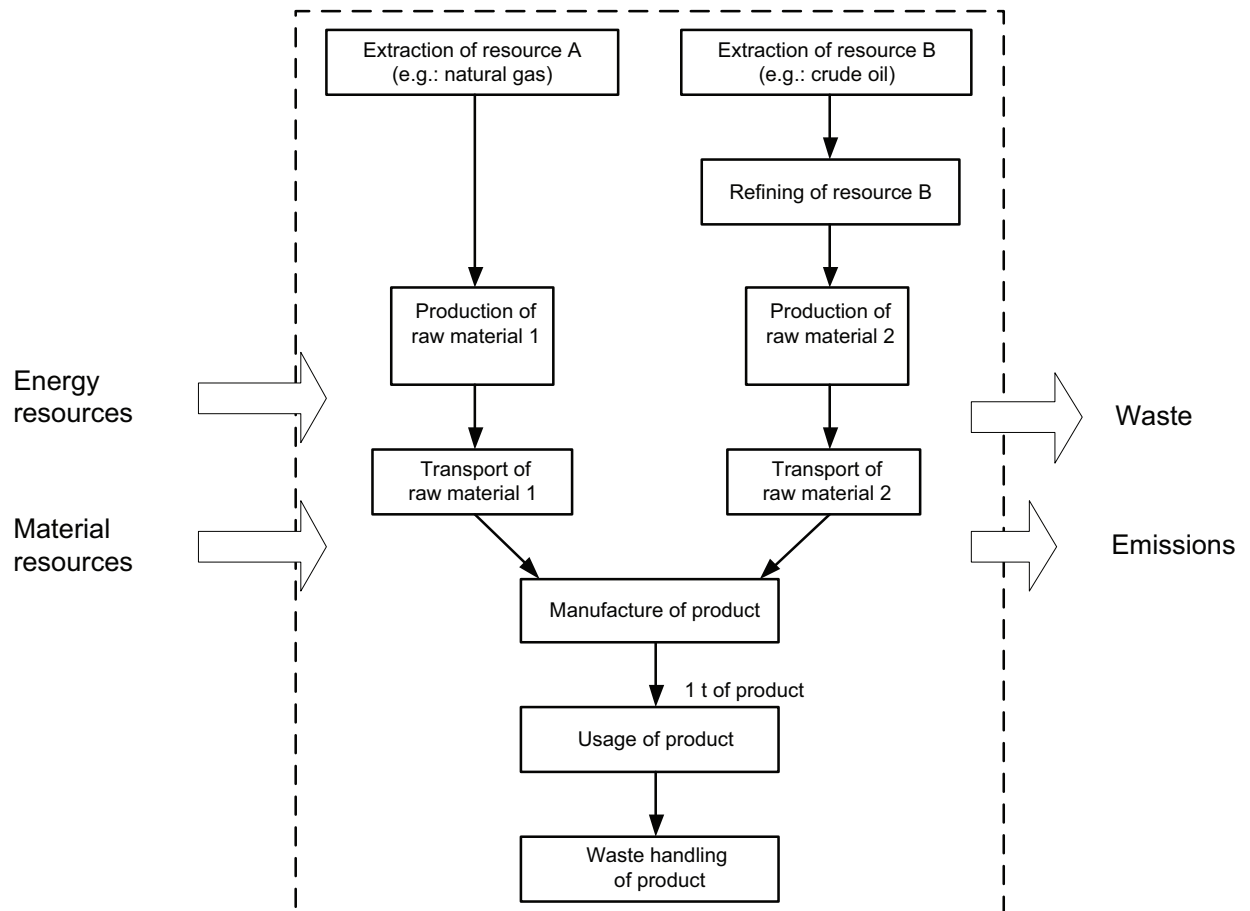 Extraction of resource A
(e.g.: natural gas)
Extraction of resource B
(e.g.: crude oil)
Refining of resource B
Production of
raw material 1
Production of
raw material 2
Energy
resources
Waste
Transport of
raw material 1
Transport of
raw material 2
Material
resources
Emissions
Manufacture of product
1 t of product
Usage of product
Waste handling
of product